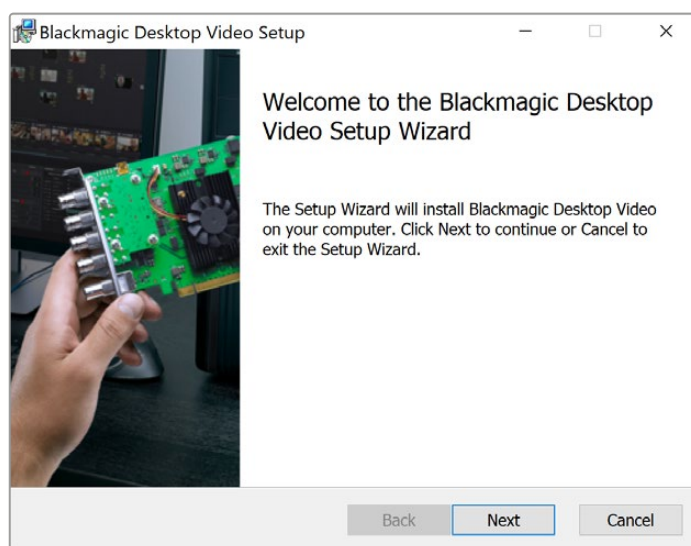 Blackmagic Desktop Video Setup
Welcome to the Blackmagic Desktop
Video Setup Wizard
The Setup Wizard will install Blackmagic Desktop Video
on your computer. Click Next to continue or Cancel to
exit the Setup Wizard.
Back
Next
Cancel